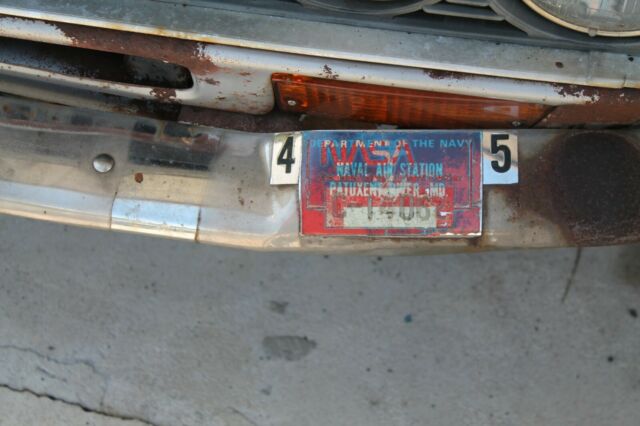 DEPARTMENT OF THE NAVY
NASA
4 5
NAVAL AIR STATION
PATUXENT RIVER, MD.